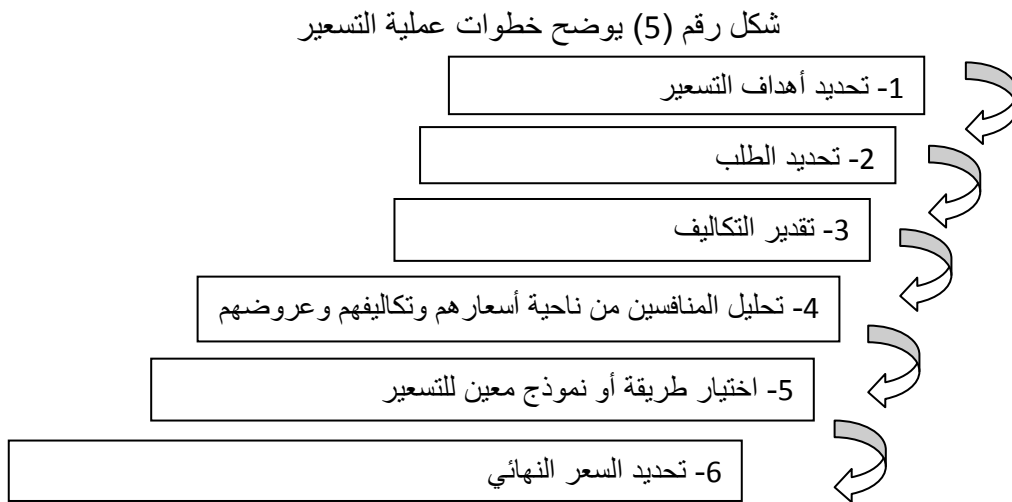 شكل رقم (5) يوضح خطوات عملية التسعير
1- تحديد أهداف التسعير
2- تحديد الطلب
3- تقدير التكاليف
4- تحليل المنافسين من ناحية أسعارهم وتكاليفهم وعروضهم
5- اختيار طريقة أو نموذج معين للتسعير
6- تحديد السعر النهائي